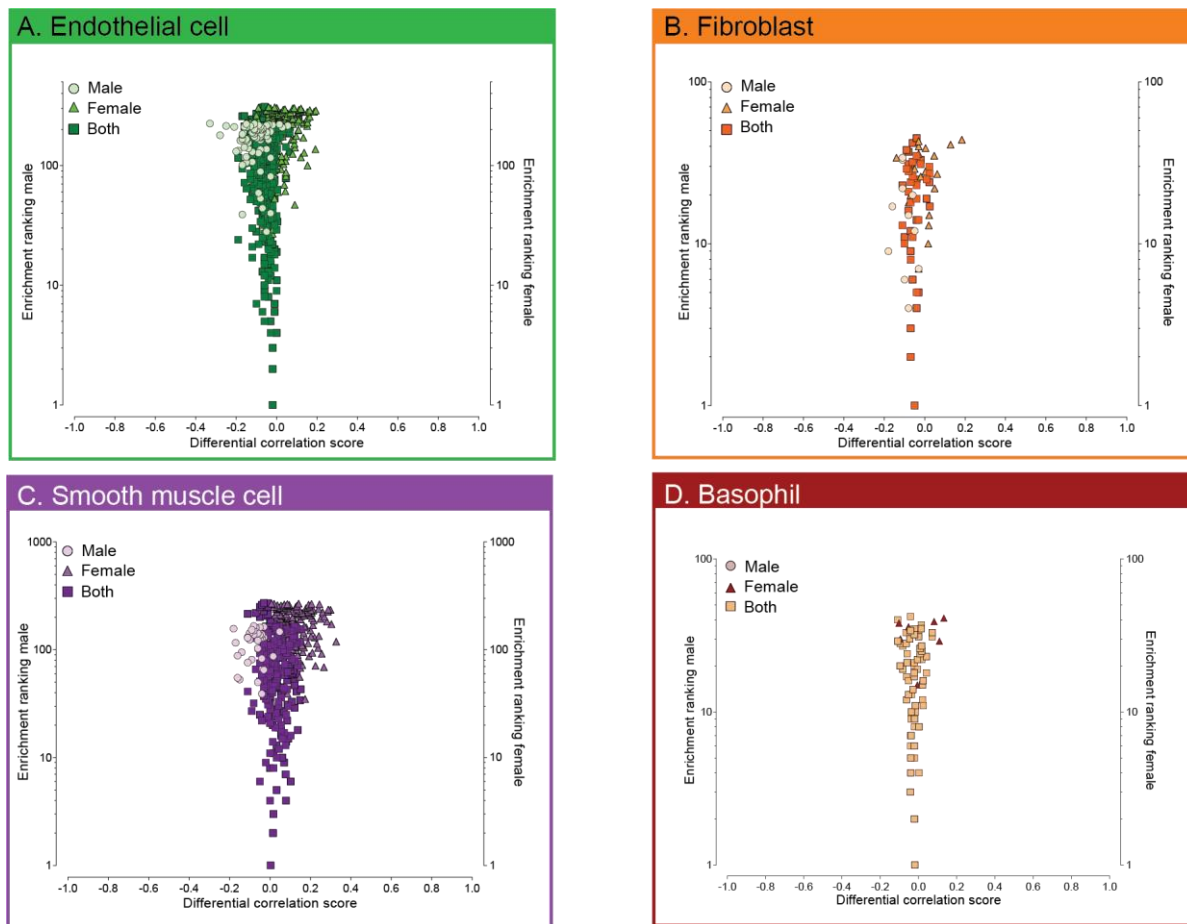 A. Endothelial cell
Male
Female
Both
Enrichment ranking male
100
10
1
Enrichment ranking female
100
10
1
-1.0 -0.8 -0.6 -0.4 -0.2 0.0 0.2 0.4 0.6 0.8 1.0
Differential correlation score
B. Fibroblast
Male
Female
Both
Enrichment ranking male
100
10
1
Enrichment ranking female
100
10
1
-1.0 -0.8 -0.6 -0.4 -0.2 0.0 0.2 0.4 0.6 0.8 1.0
Differential correlation score
C. Smooth muscle cell
Male
Female
Both
Enrichment ranking male
1000
100
10
1
Enrichment ranking female
1000
100
10
1
-1.0 -0.8 -0.6 -0.4 -0.2 0.0 0.2 0.4 0.6 0.8 1.0
Differential correlation score
D. Basophil
Male
Female
Both
Enrichment ranking male
100
10
1
Enrichment ranking female
100
10
1
-1.0 -0.8 -0.6 -0.4 -0.2 0.0 0.2 0.4 0.6 0.8 1.0
Differential correlation score